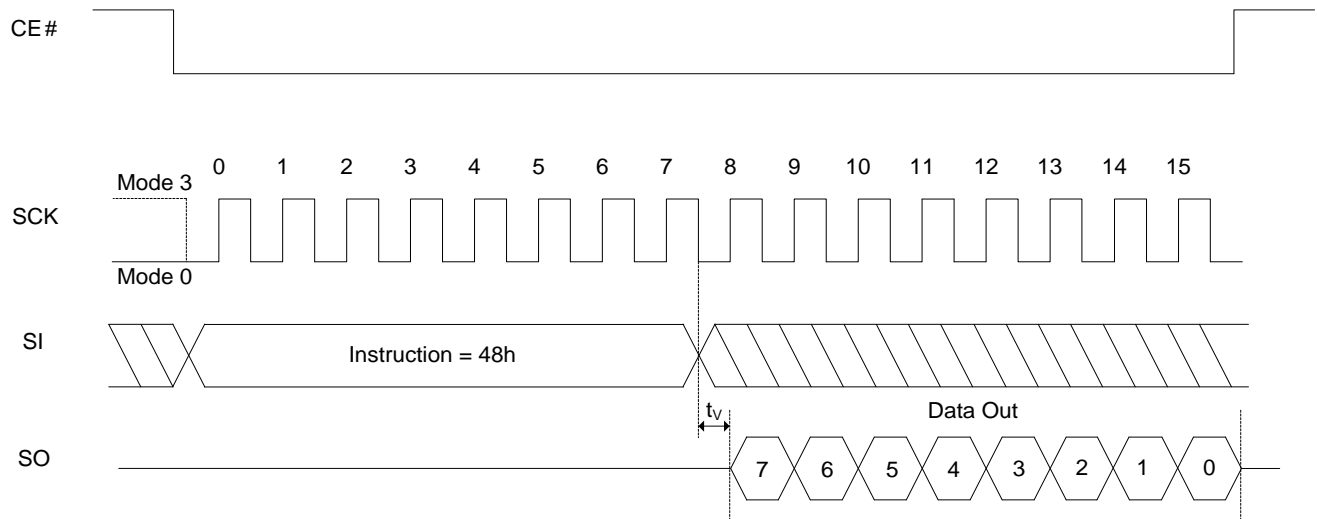 CE#
0 1 2 3 4 5 6 7 8 9 10 11 12 13 14 15
Mode 3
SCK
Mode 0
SI
Instruction = 48h
tV
Data Out
SO
7 6 5 4 3 2 1 0